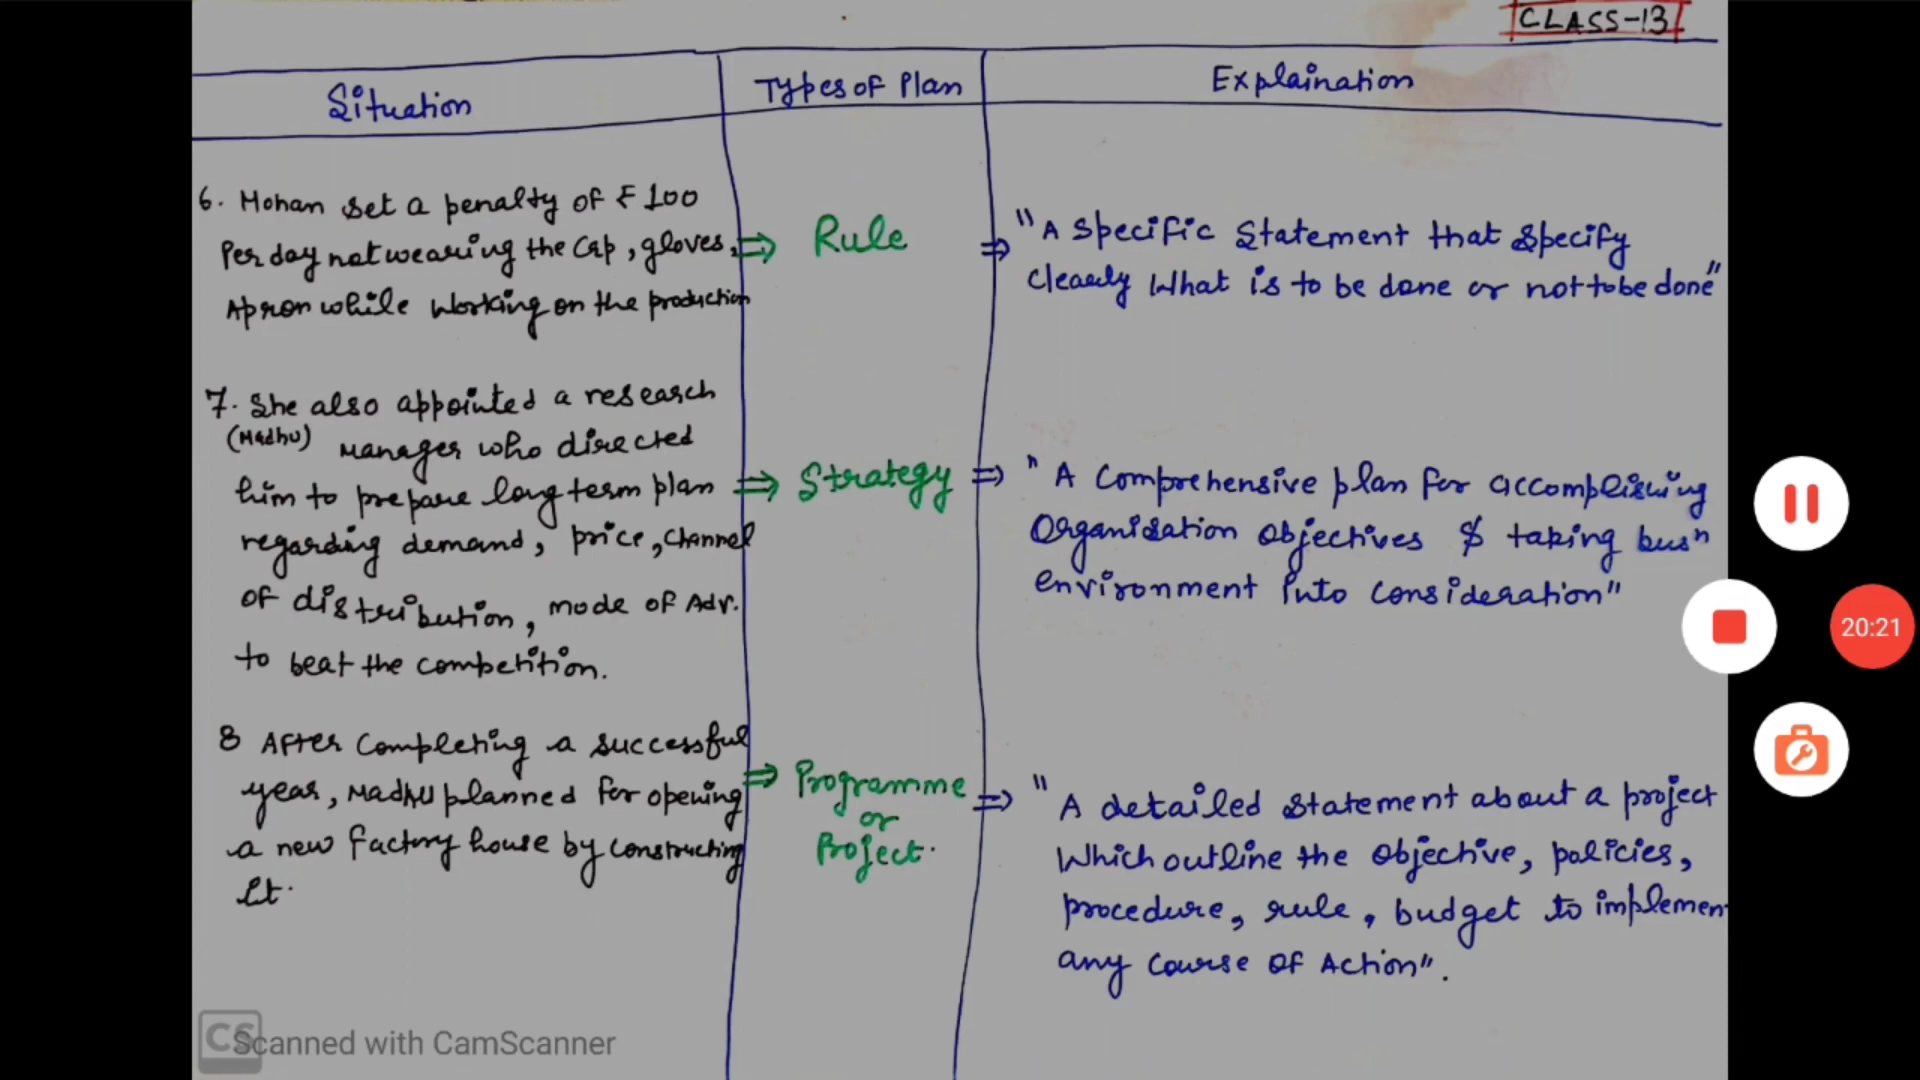 CLASS-13
Situation
Types of Plan
Explaination
6. Mohan set a penalty of ₹ 100
Per day not wearing the Cap, gloves,
Apron while working on the production
Rule
"A Specific Statement that Specify
Clearly What is to be done or not to be done"
7. She also appointed a research
(Madhu) Manager who directed
him to prepare long term plan
regarding demand, price, channel
of distribution, mode of Adv.
to beat the competition.
Strategy
"A Comprehensive plan for accomplishing
Organisation Objectives & taking busn
environment into consideration"
8 After completing a successful
year, Madhu planned for opening
a new factory house by constructing
it.
Programme
or
Project.
"A detailed Statement about a project
Which outline the objective, policies,
procedure, rule, budget to implemen
any course of Action".
20:21
CS
Scanned with CamScanner